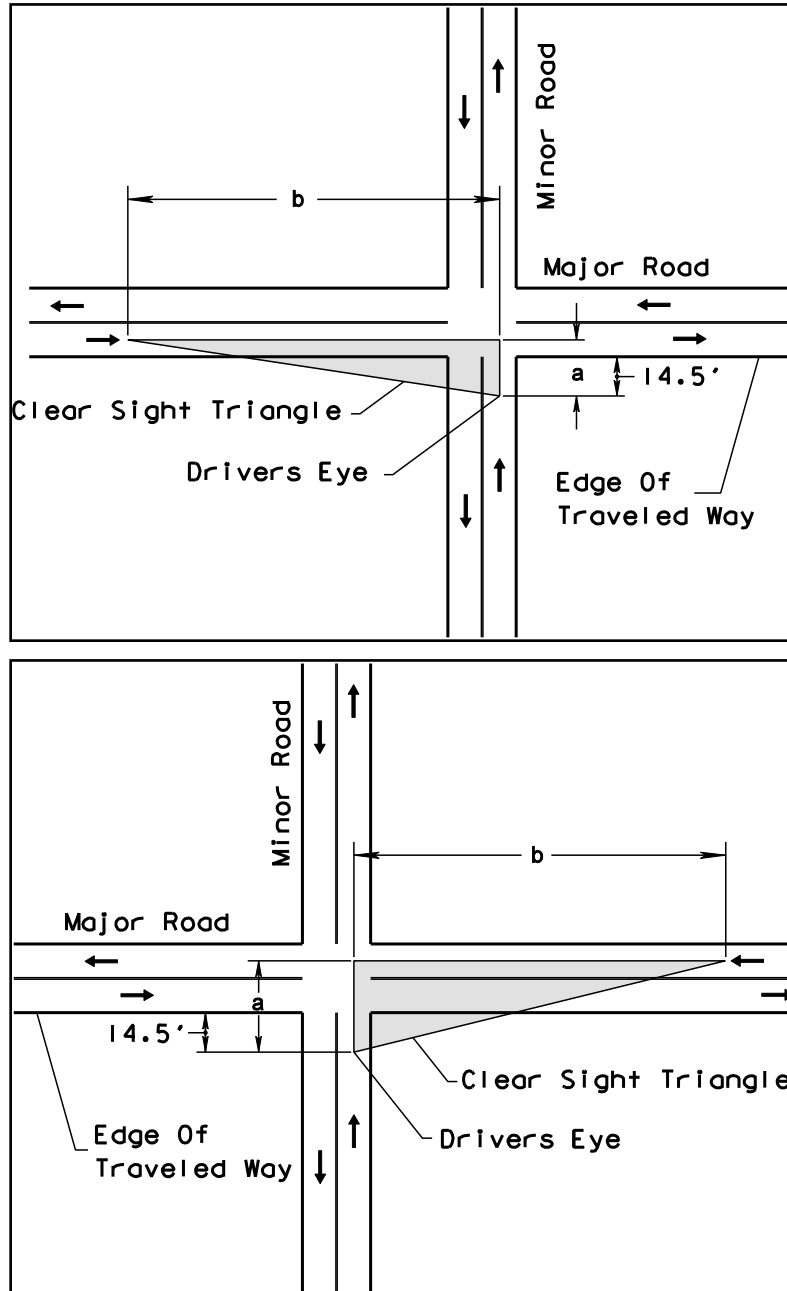 Minor Road
b
Major Road
a
14.5'
Clear Sight Triangle
Drivers Eye
Edge Of
Traveled Way
Minor Road
b
Major Road
a
14.5'
Clear Sight Triangle
Edge Of
Traveled Way
Drivers Eye